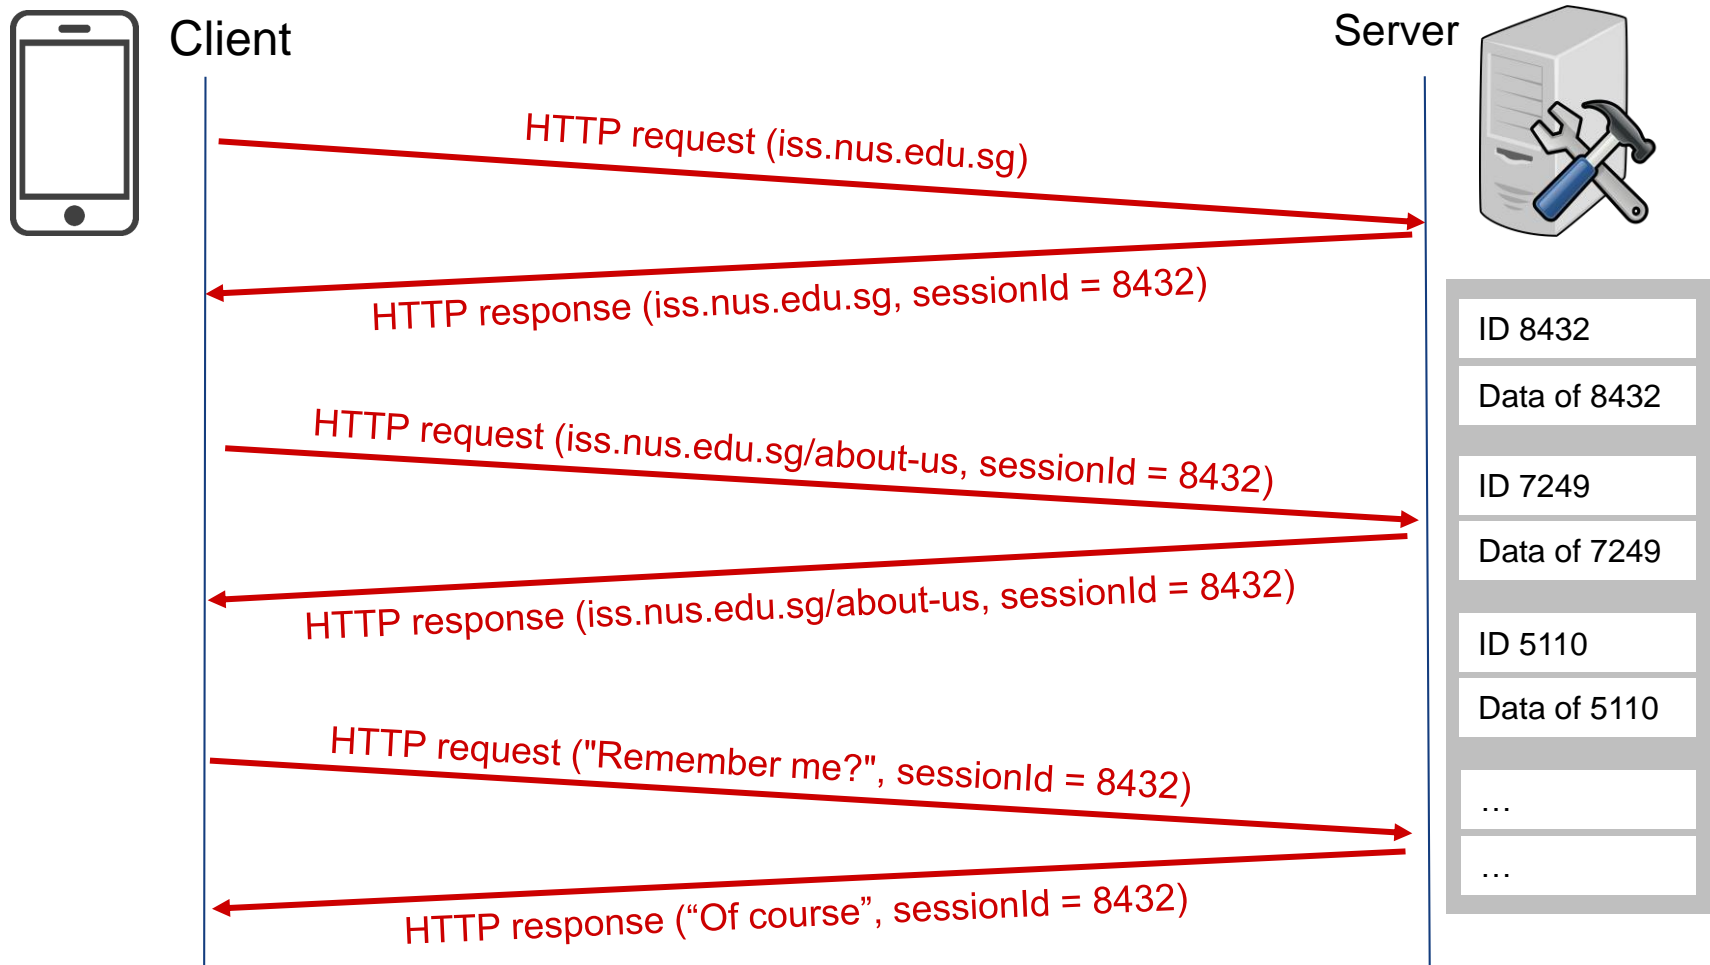 Client
Server
HTTP request (iss.nus.edu.sg)
HTTP response (iss.nus.edu.sg, sessionId = 8432)
HTTP request (iss.nus.edu.sg/about-us, sessionId = 8432)
HTTP response (iss.nus.edu.sg/about-us, sessionId = 8432)
HTTP request ("Remember me?", sessionId = 8432)
HTTP response (“Of course”, sessionId = 8432)
ID 8432
Data of 8432
ID 7249
Data of 7249
ID 5110
Data of 5110
…
…